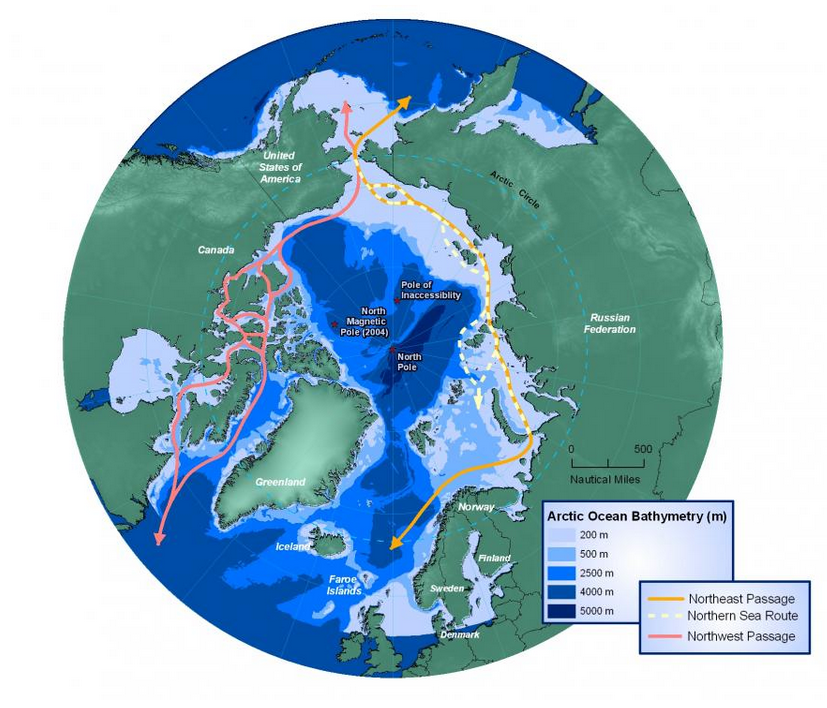 United
States of
America
Arctic Circle
Canada
Pole of
Inaccessiblity
North
Magnetic
Pole (2004)
Russian
Federation
North
Pole
0 500
Nautical Miles
Greenland
Norway
Iceland
Finland
Faroe
Islands
Sweden
Denmark
Arctic Ocean Bathymetry (m)
200 m
500 m
2500 m
4000 m
5000 m
Northeast Passage
Northern Sea Route
Northwest Passage